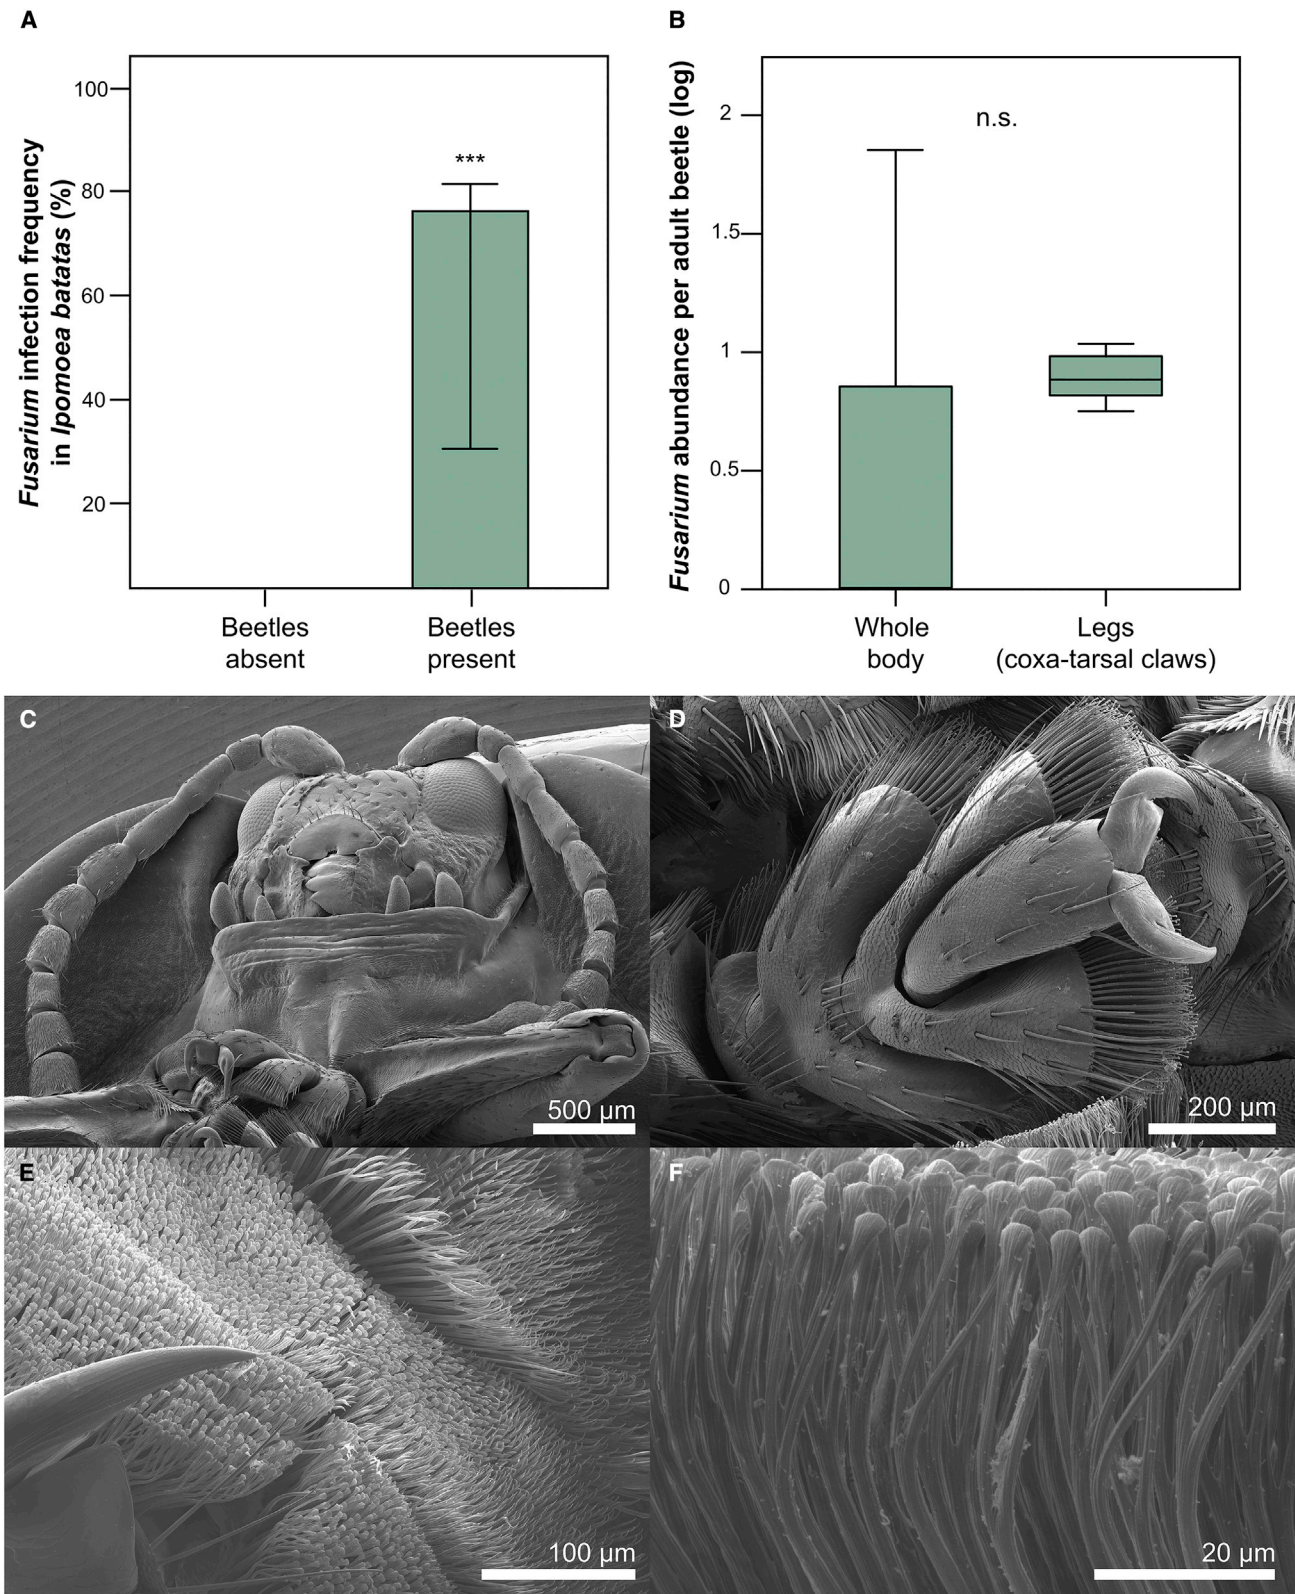 A
Fusarium infection frequency
in Ipomoea batatas (%)
100
80
60
40
20
***
Beetles
absent
Beetles
present
B
Fusarium abundance per adult beetle (log)
2
1.5
1
0.5
0
n.s.
Whole
body
Legs
(coxa-tarsal claws)
C
500 µm
D
200 µm
E
100 µm
F
20 µm